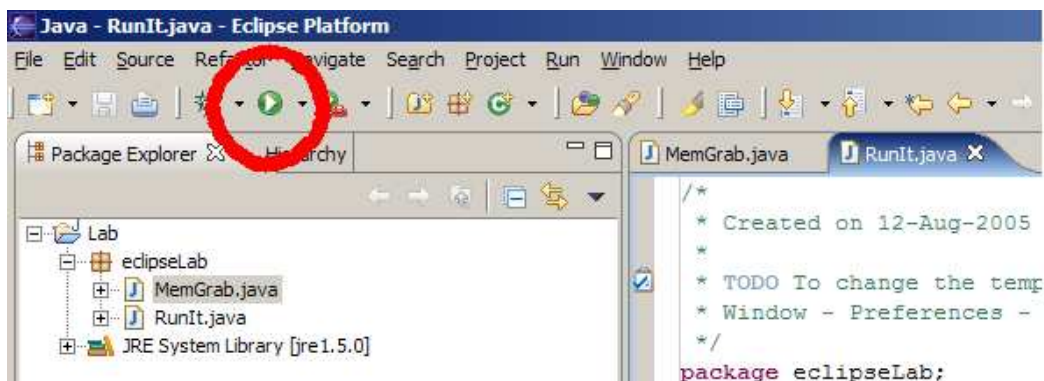 Java - RunIt.java - Eclipse Platform
File Edit Source Refactor Navigate Search Project Run Window Help
Package Explorer Hierarchy
MemGrab.java RunIt.java
Lab
eclipseLab
MemGrab.java
RunIt.java
JRE System Library [jre1.5.0]
/*
* Created on 12-Aug-2005
*
* TODO To change the temp
* Window - Preferences -
*/
package eclipseLab;